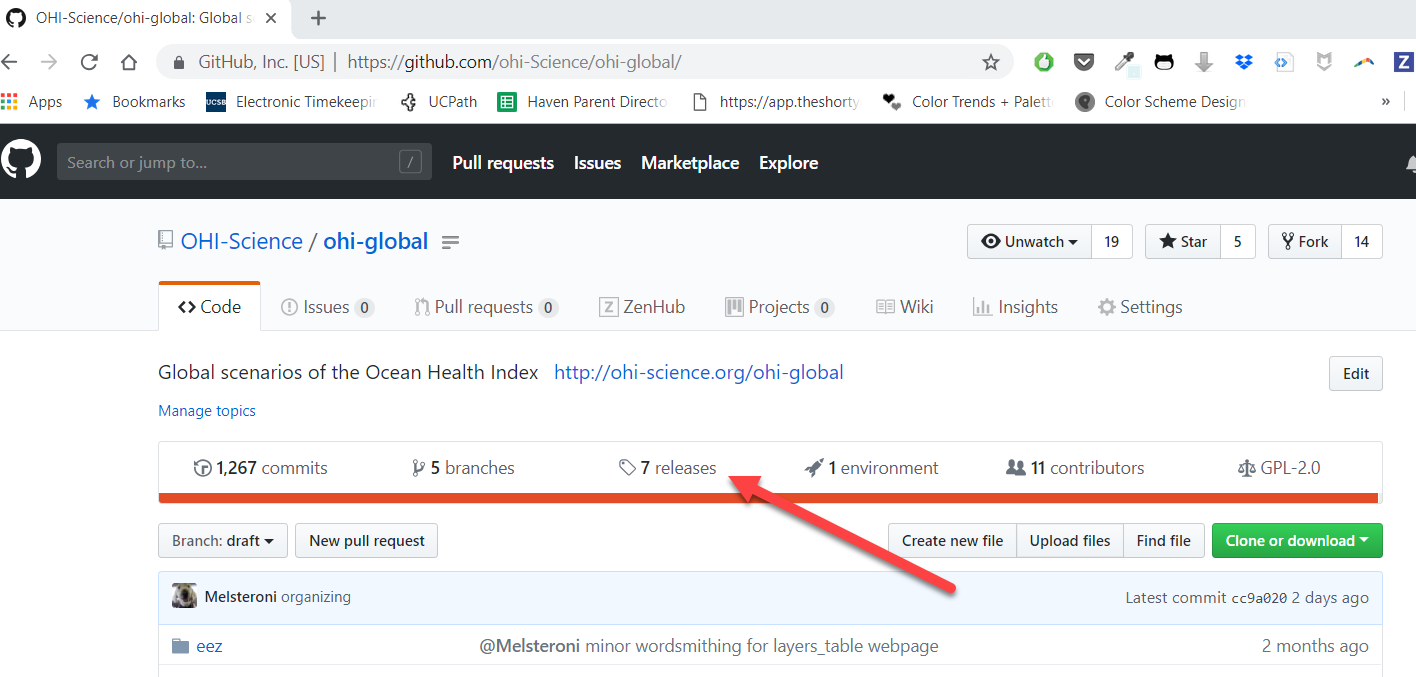 OHI-Science/ohi-global: Global s
GitHub, Inc. [US] | https://github.com/ohi-Science/ohi-global/
Apps Bookmarks UCSB Electronic Timekeepin UCPath Haven Parent Directo https://app.theshorty Color Trends + Palett Color Scheme Design »
Search or jump to... / Pull requests Issues Marketplace Explore
OHI-Science / ohi-global Unwatch 19 Star 5 Fork 14
Code Issues 0 Pull requests 0 Z ZenHub Projects 0 Wiki Insights Settings
Global scenarios of the Ocean Health Index http://ohi-science.org/ohi-global Edit
Manage topics
1,267 commits 5 branches 7 releases 1 environment 11 contributors GPL-2.0
Branch: draft New pull request Create new file Upload files Find file Clone or download
Melsteroni organizing Latest commit cc9a020 2 days ago
eez @Melsteroni minor wordsmithing for layers_table webpage 2 months ago